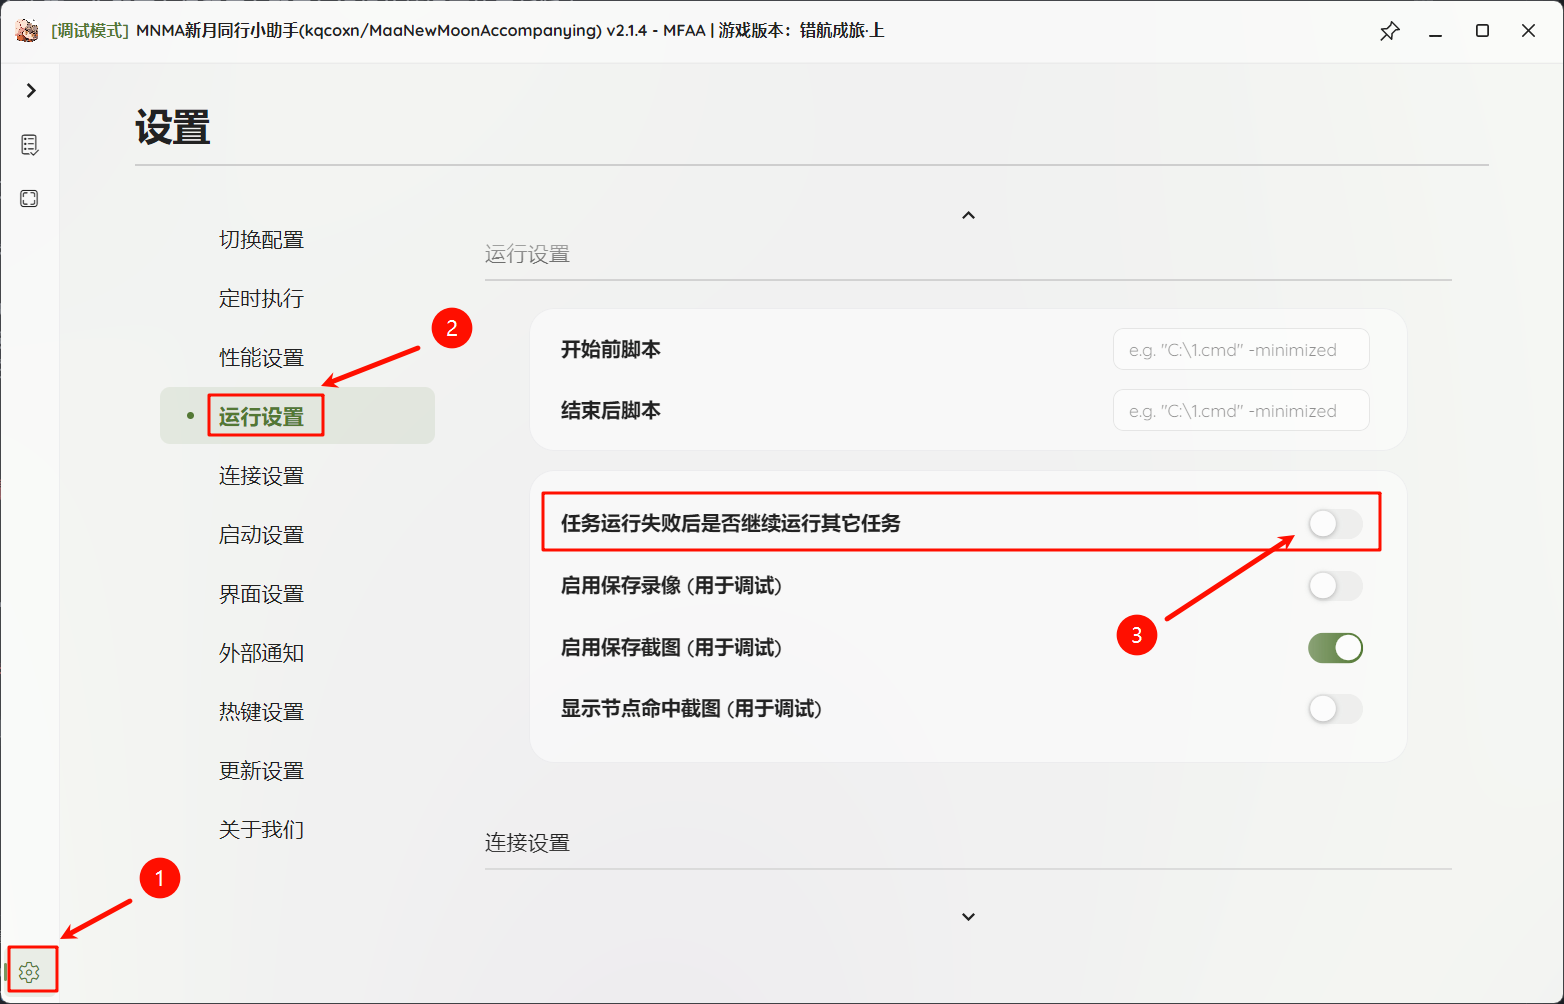 [调试模式] MNMA新月同行小助手(kqcoxn/MaaNewMoonAccompanying) v2.1.4 - MFAA | 游戏版本：错航成旅·上
设置
切换配置
定时执行
性能设置
运行设置
连接设置
启动设置
界面设置
外部通知
热键设置
更新设置
关于我们
运行设置
开始前脚本
e.g. "C:\1.cmd" -minimized
结束后脚本
e.g. "C:\1.cmd" -minimized
任务运行失败后是否继续运行其它任务
启用保存录像 (用于调试)
启用保存截图 (用于调试)
显示节点命中截图 (用于调试)
连接设置
1
2
3